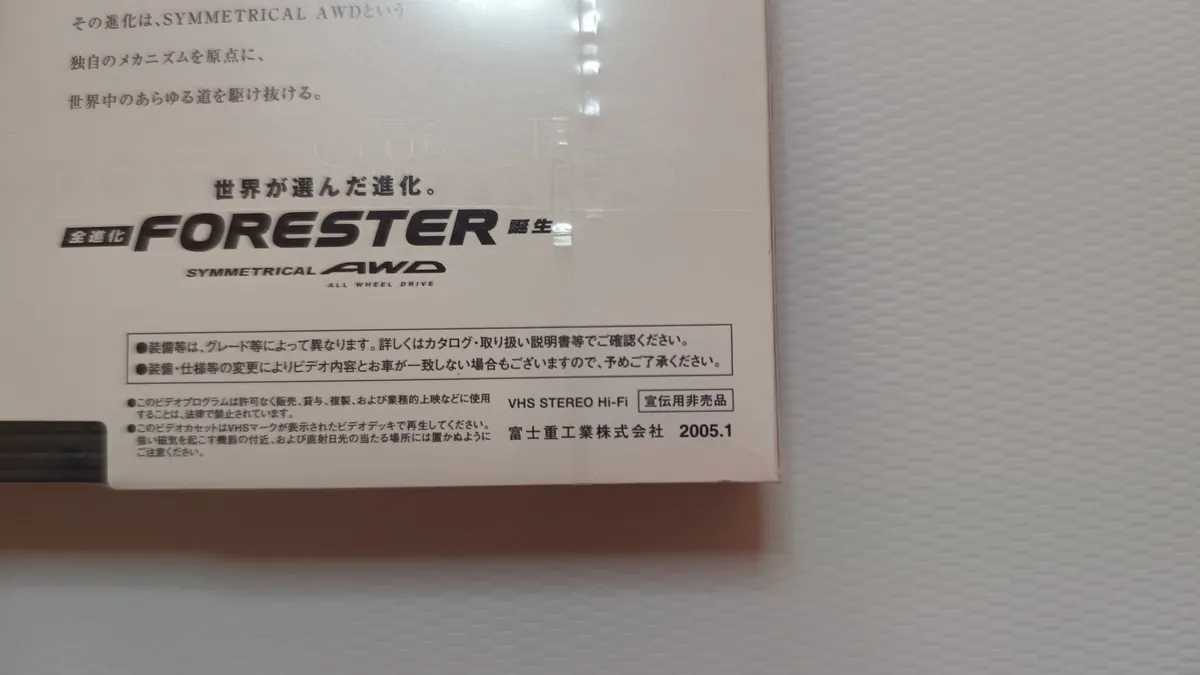 その進化は、SYMMETRICAL AWDという
独自のメカニズムを原点に、
世界中のあらゆる道を駆け抜ける。
世界が選んだ進化。
全進化 FORESTER 誕生。
SYMMETRICAL AWD
ALL WHEEL DRIVE
●装備等は、グレード等によって異なります。詳しくはカタログ・取り扱い説明書等でご確認ください。
●装備・仕様等の変更によりビデオ内容とお車が一致しない場合もございますので、予めご了承ください。
●このビデオプログラムは許可なく販売、貸与、複製、および業務的上映などに使用
することは、法律で禁止されています。
●このビデオカセットはVHSマークが表示されたビデオデッキで再生してください。
強い磁気を起こす機器の付近、および直射日光の当たる場所には置かぬように
ご注意ください。
VHS STEREO Hi-Fi 宣伝用非売品
富士重工業株式会社 2005.1